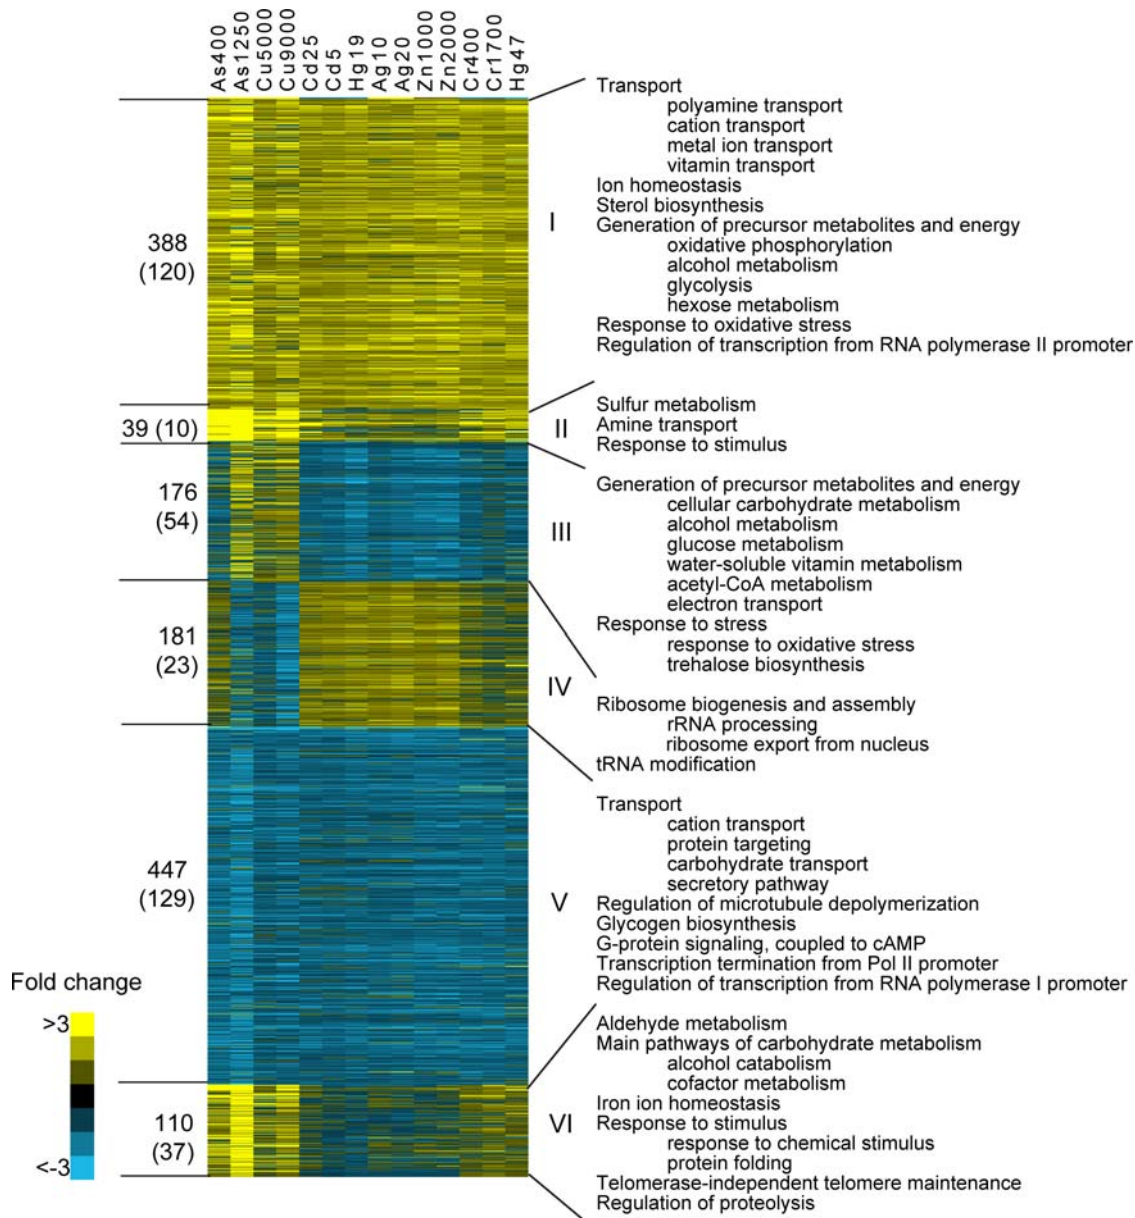 As400 As1250 Cu5000 Cu9000 Cd25 Cd5 Hg19 Ag10 Ag20 Zn1000 Zn2000 Cr400 Cr1700 Hg47
388
(120)
I
Transport
polyamine transport
cation transport
metal ion transport
vitamin transport
Ion homeostasis
Sterol biosynthesis
Generation of precursor metabolites and energy
oxidative phosphorylation
alcohol metabolism
glycolysis
hexose metabolism
Response to oxidative stress
Regulation of transcription from RNA polymerase II promoter
39 (10)
II
Sulfur metabolism
Amine transport
Response to stimulus
176
(54)
III
Generation of precursor metabolites and energy
cellular carbohydrate metabolism
alcohol metabolism
glucose metabolism
water-soluble vitamin metabolism
acetyl-CoA metabolism
electron transport
Response to stress
response to oxidative stress
trehalose biosynthesis
181
(23)
IV
Ribosome biogenesis and assembly
rRNA processing
ribosome export from nucleus
tRNA modification
447
(129)
V
Transport
cation transport
protein targeting
carbohydrate transport
secretory pathway
Regulation of microtubule depolymerization
Glycogen biosynthesis
G-protein signaling, coupled to cAMP
Transcription termination from Pol II promoter
Regulation of transcription from RNA polymerase I promoter
110
(37)
VI
Aldehyde metabolism
Main pathways of carbohydrate metabolism
alcohol catabolism
cofactor metabolism
Iron ion homeostasis
Response to stimulus
response to chemical stimulus
protein folding
Telomerase-independent telomere maintenance
Regulation of proteolysis
Fold change
>3
<-3